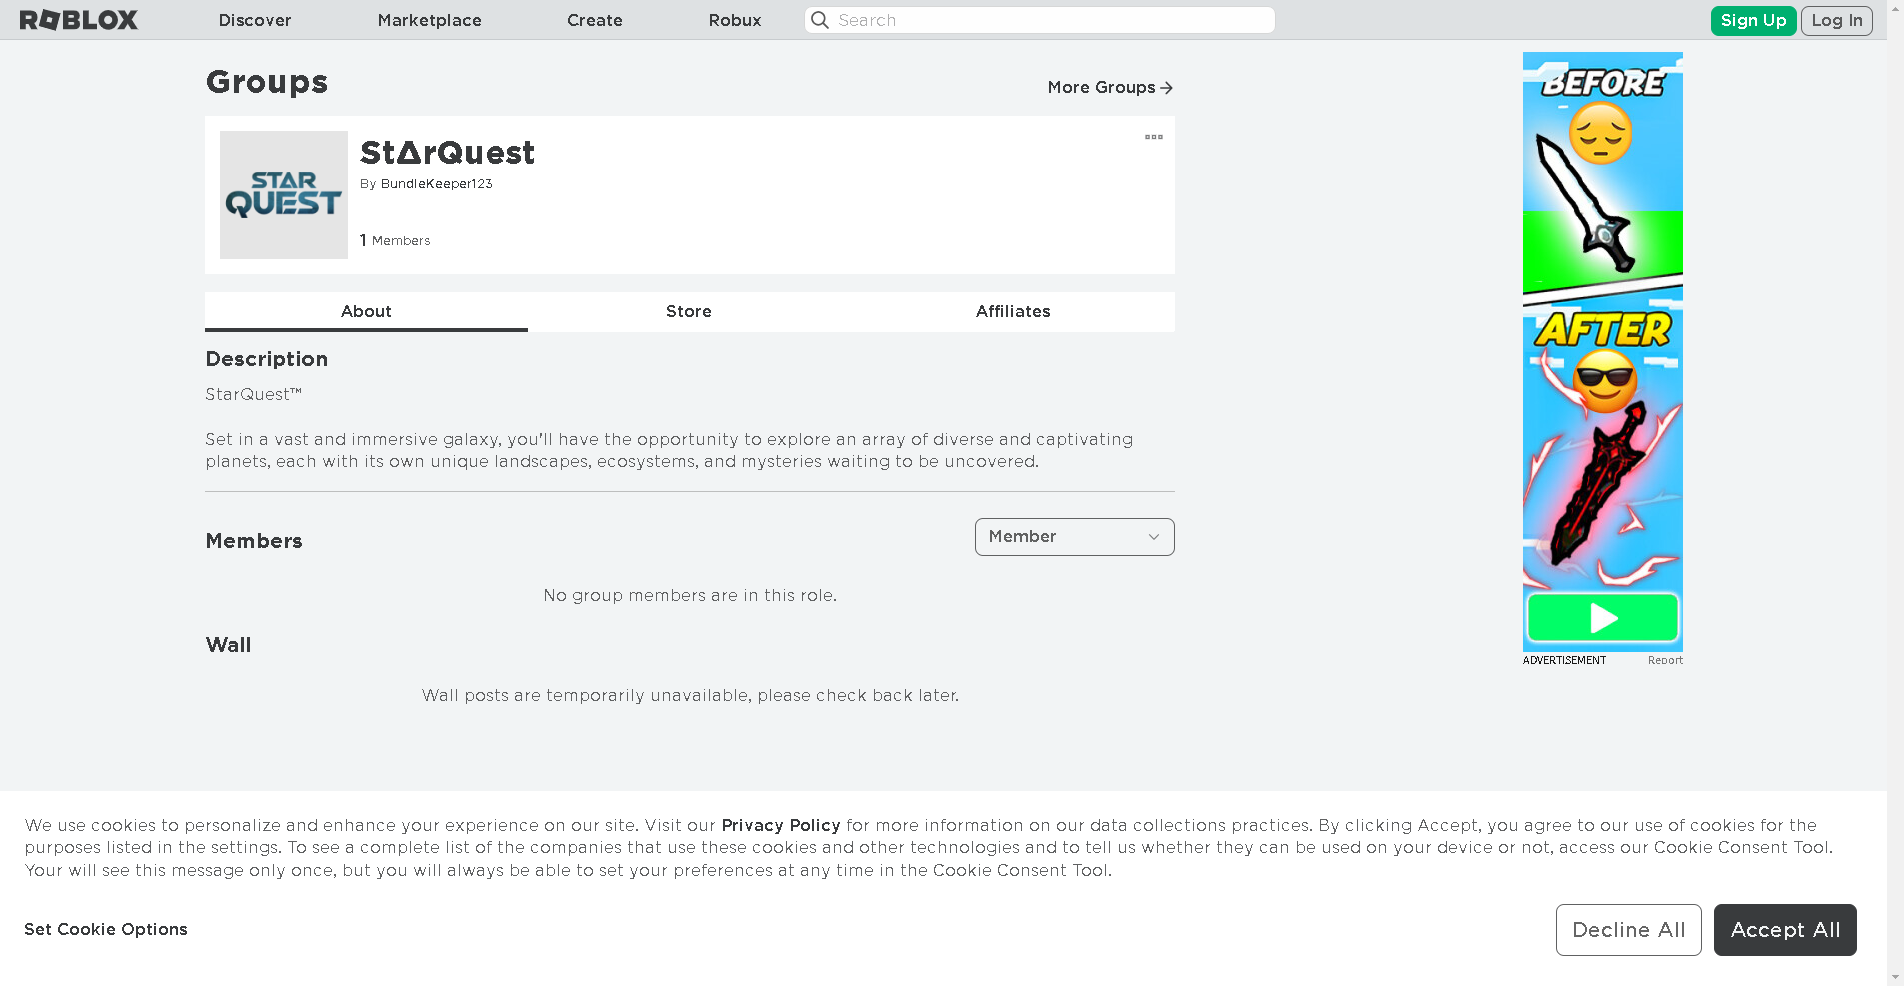 ROBLOX
Discover
Marketplace
Create
Robux
Search
Sign Up
Log In
Groups
More Groups
STAR
QUEST
StΔrQuest
By BundleKeeper123
1 Members
About
Store
Affiliates
Description
StarQuest™
Set in a vast and immersive galaxy, you'll have the opportunity to explore an array of diverse and captivating
planets, each with its own unique landscapes, ecosystems, and mysteries waiting to be uncovered.
Members
Member
No group members are in this role.
Wall
Wall posts are temporarily unavailable, please check back later.
BEFORE
AFTER
ADVERTISEMENT
Report
We use cookies to personalize and enhance your experience on our site. Visit our Privacy Policy for more information on our data collections practices. By clicking Accept, you agree to our use of cookies for the
purposes listed in the settings. To see a complete list of the companies that use these cookies and other technologies and to tell us whether they can be used on your device or not, access our Cookie Consent Tool.
Your will see this message only once, but you will always be able to set your preferences at any time in the Cookie Consent Tool.
Set Cookie Options
Decline All
Accept All